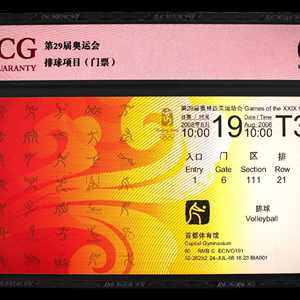 CG
UARANTY
第29届奥运会
排球项目（门票）
第29届奥林匹克运动会 Games of the XXIX
日期 / 时间
2008年8月
10:00
19
Date / Time
Aug. 2008
10:00
T3
入口 门 区 排
Entry Gate Section Row
1 6 111 21
排球
Volleyball
首都体育馆
Capital Gymnasium